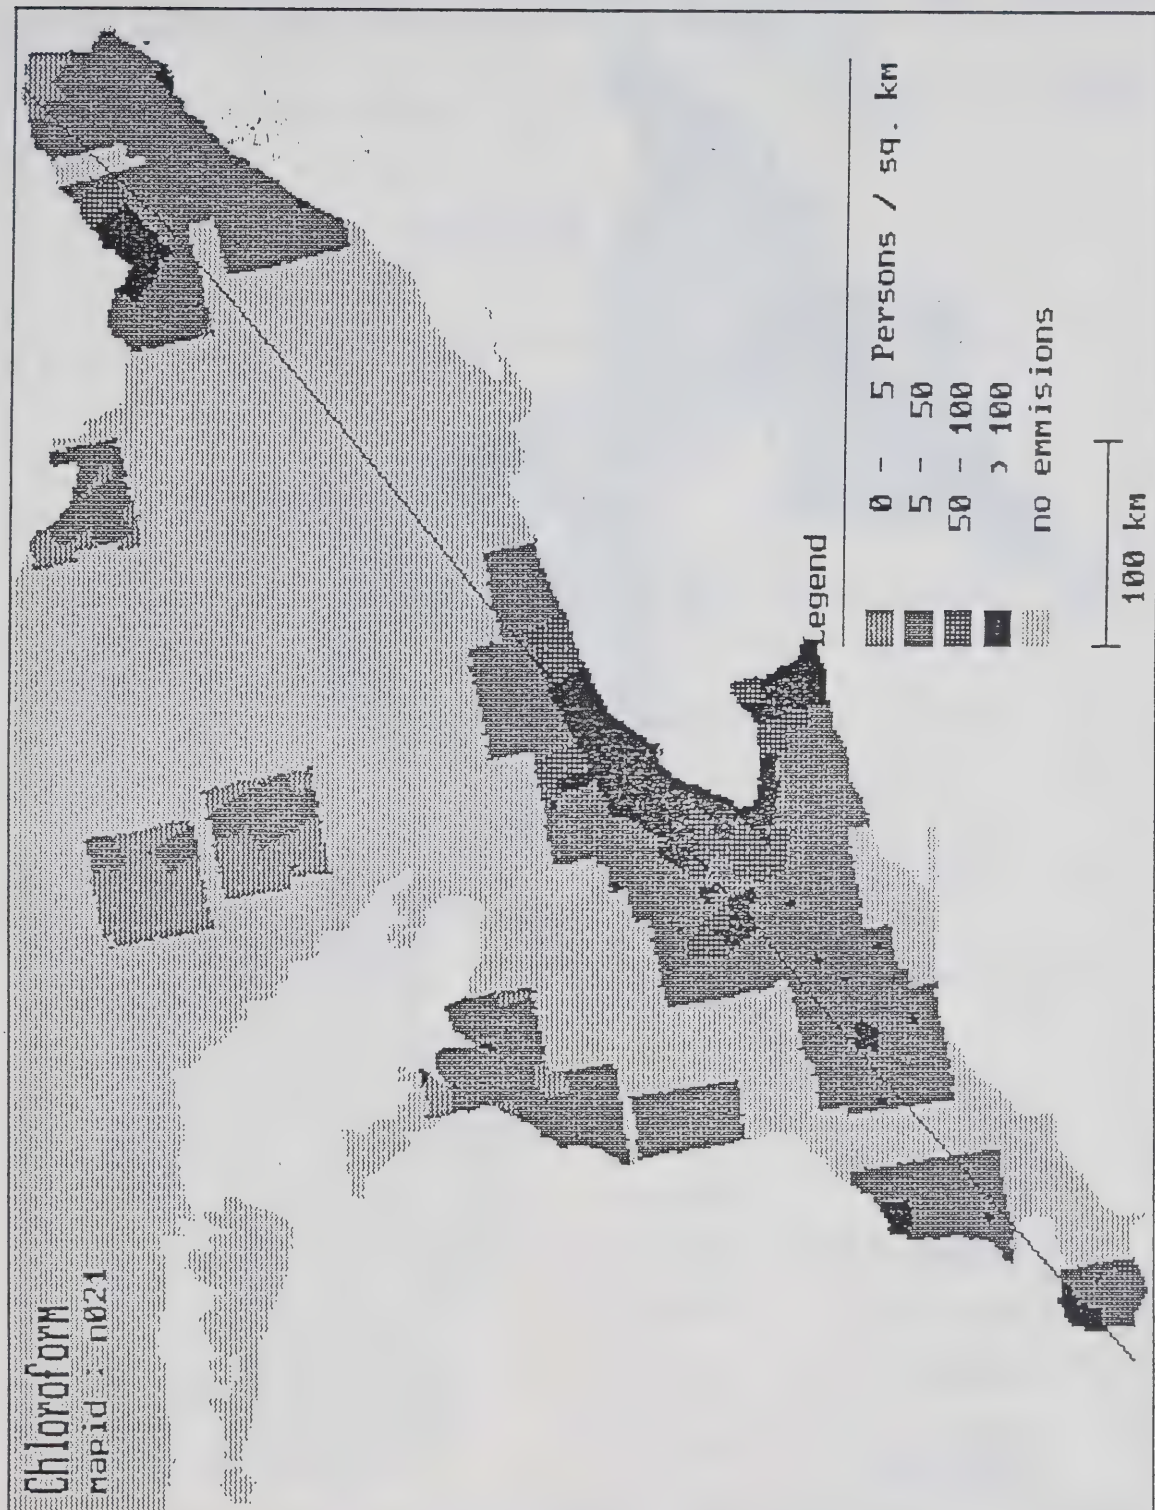 Chloroform
mapid : n021
Legend
0 - 5 Persons / sq. km
5 - 50
50 - 100
> 100
no emmisions
100 km